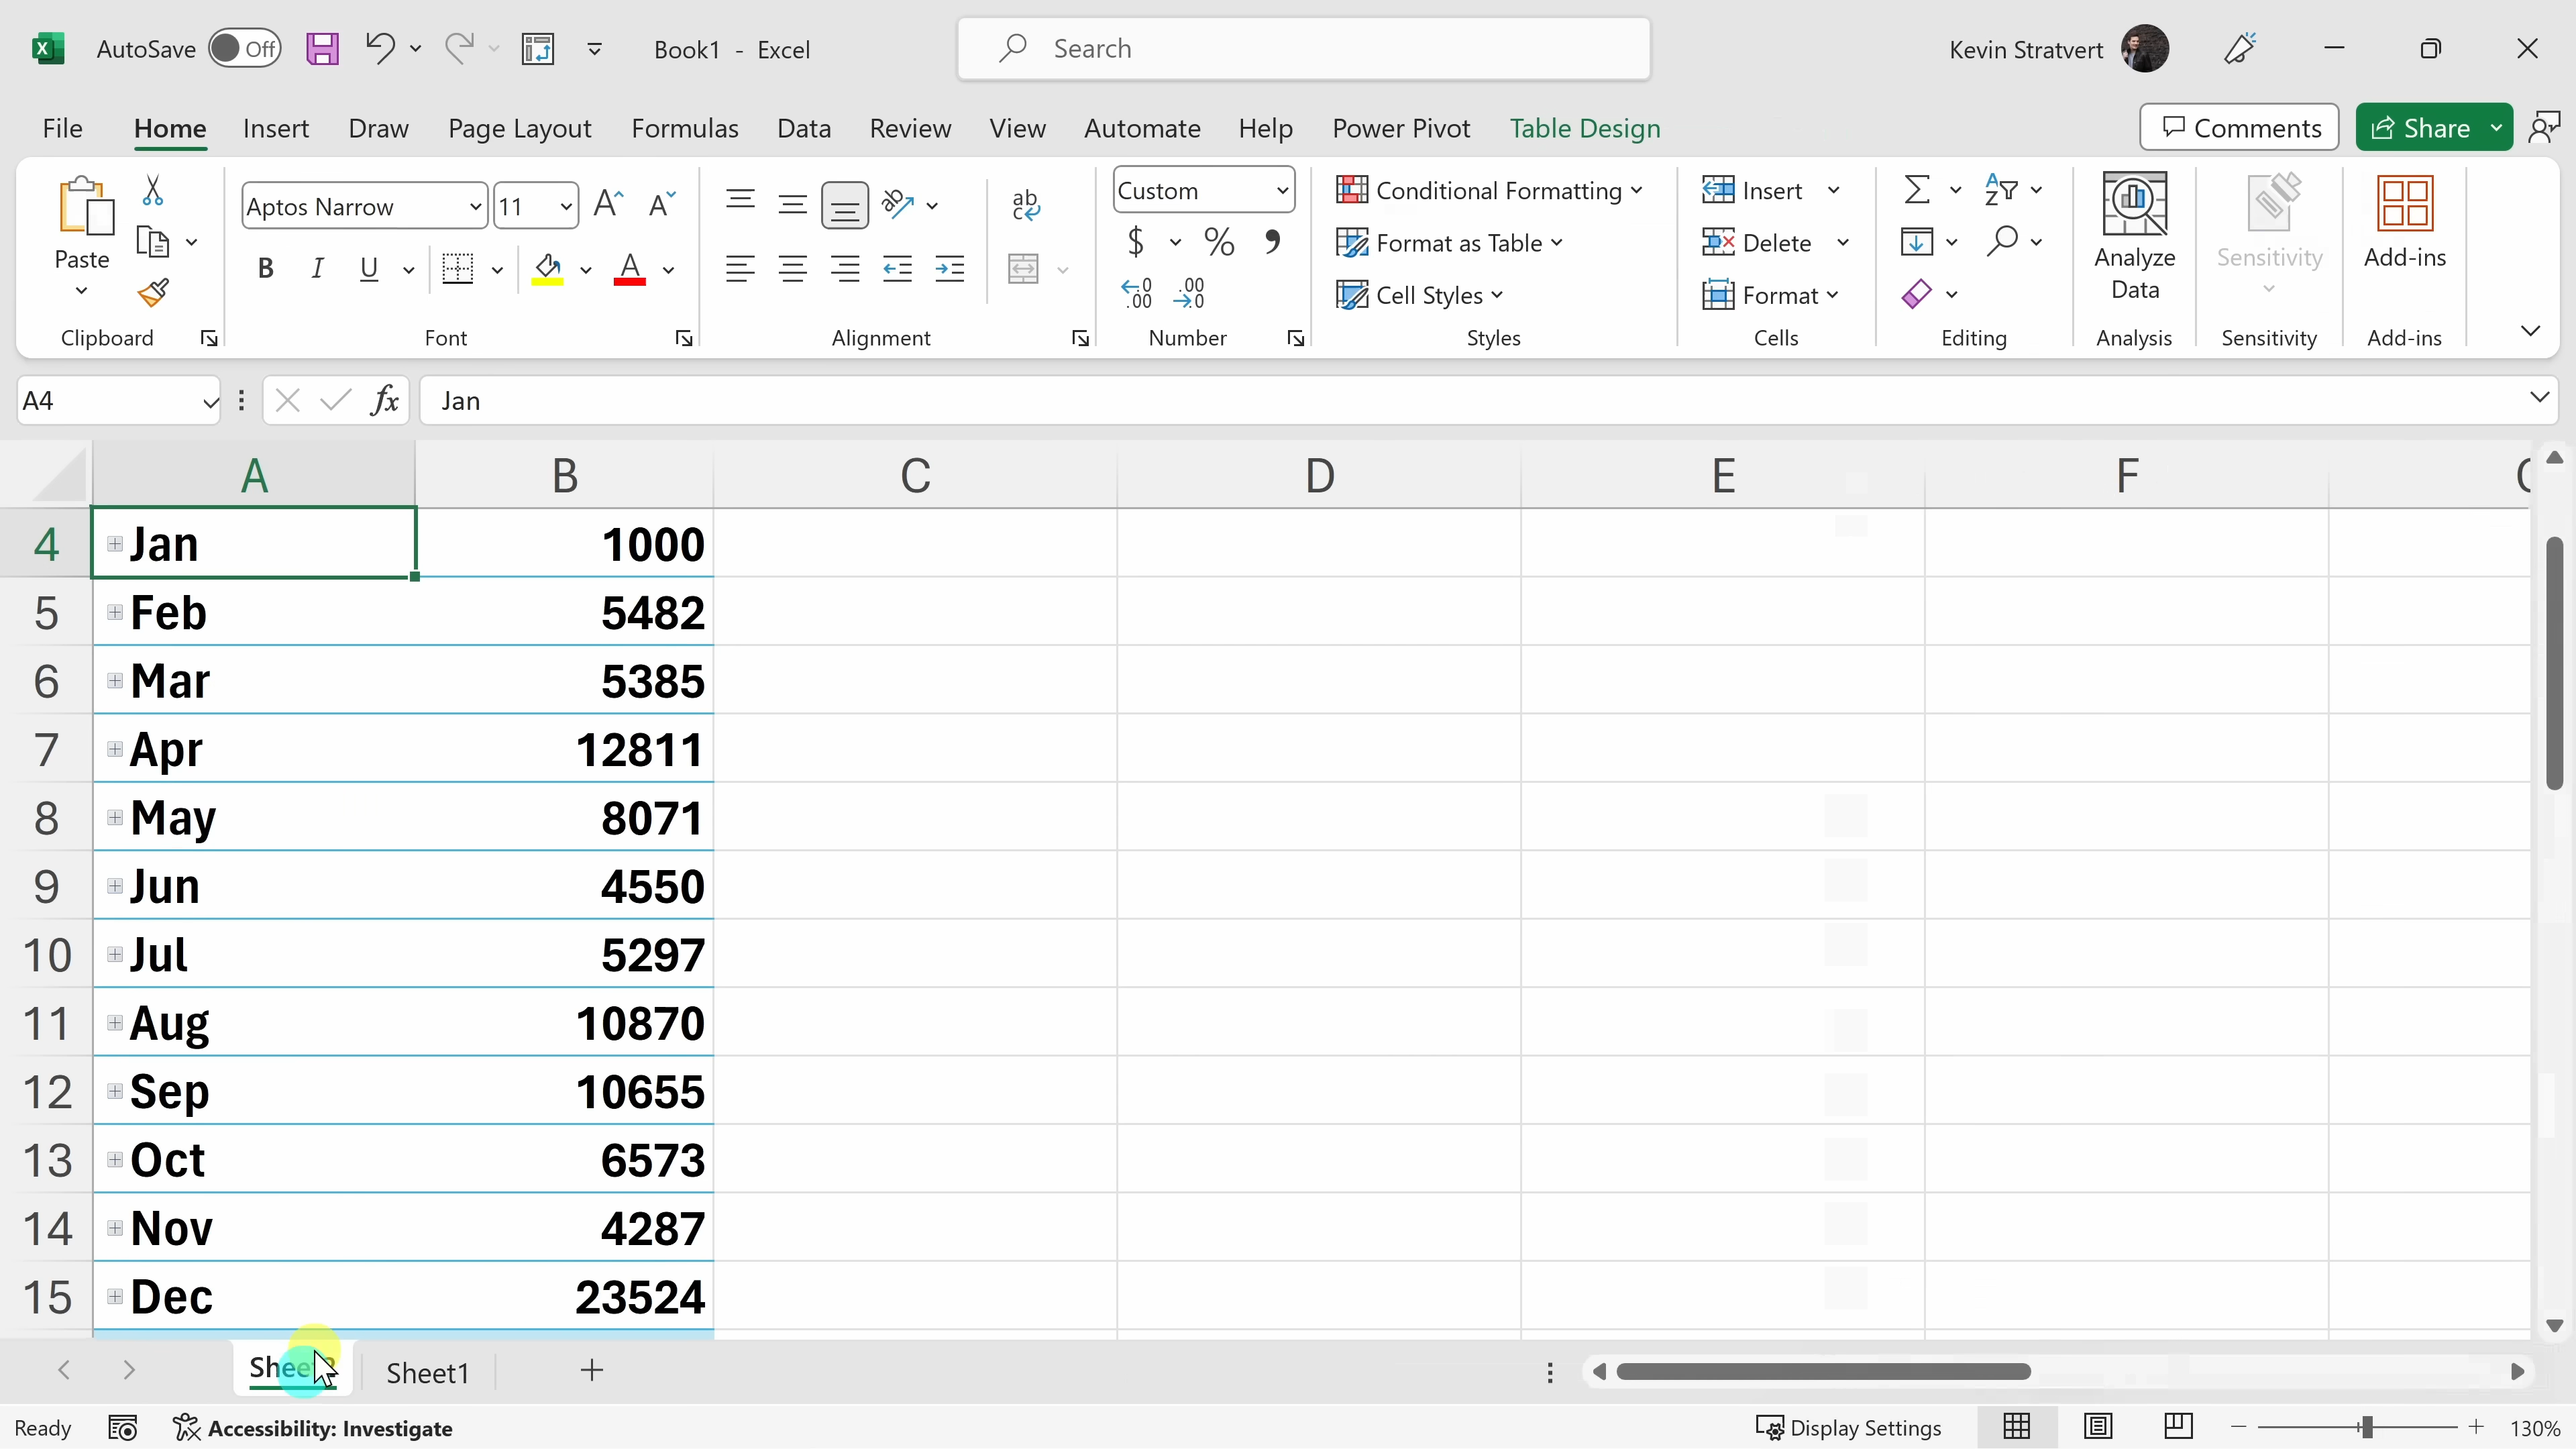 AutoSave Off Book1 - Excel Search Kevin Stratvert
File Home Insert Draw Page Layout Formulas Data Review View Automate Help Power Pivot Table Design Comments Share
Paste Aptos Narrow 11 A A ab c Custom Conditional Formatting Insert Analyze Data Sensitivity Add-ins
B I U A $ % 9 Format as Table Delete
Cell Styles Format
Clipboard Font Alignment Number Styles Cells Editing Analysis Sensitivity Add-ins
A4 fx Jan
A B C D E F
4 Jan 1000
5 Feb 5482
6 Mar 5385
7 Apr 12811
8 May 8071
9 Jun 4550
10 Jul 5297
11 Aug 10870
12 Sep 10655
13 Oct 6573
14 Nov 4287
15 Dec 23524
Sheet1
Ready Accessibility: Investigate Display Settings 130%